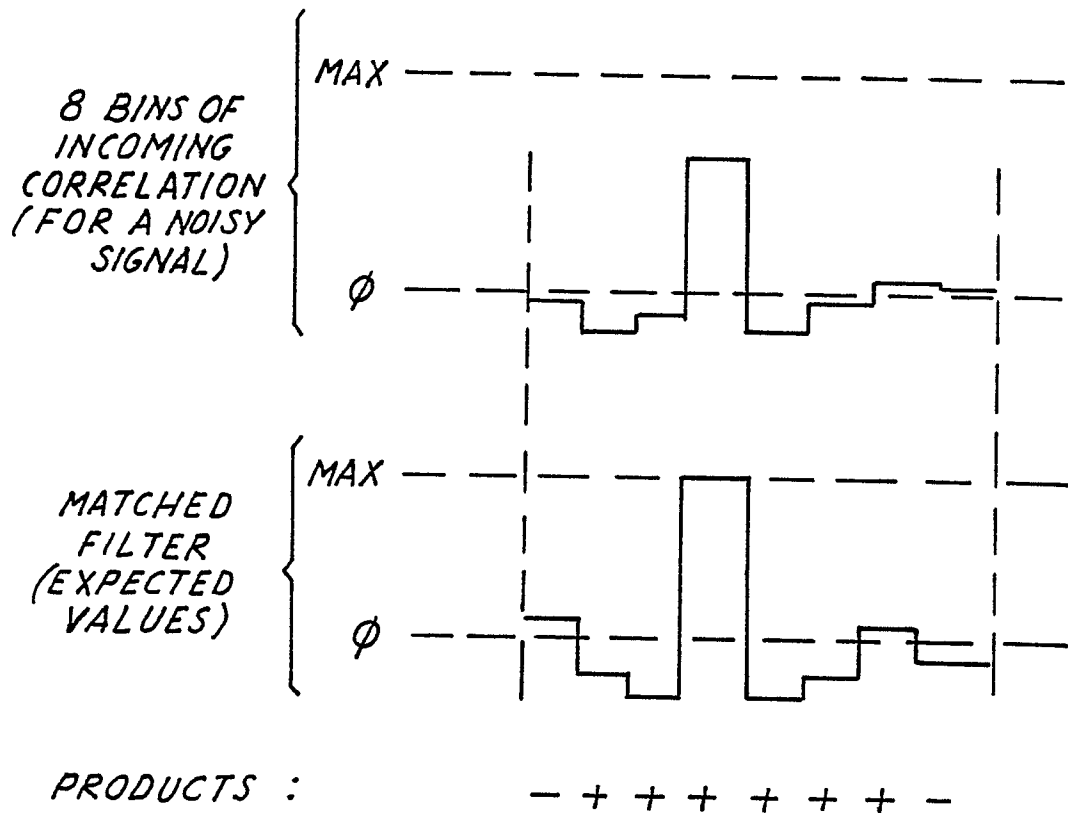 MAX
8 BINS OF
INCOMING
CORRELATION
(FOR A NOISY
SIGNAL)
φ
MAX
MATCHED
FILTER
(EXPECTED
VALUES)
φ
PRODUCTS : - + + + + + + -